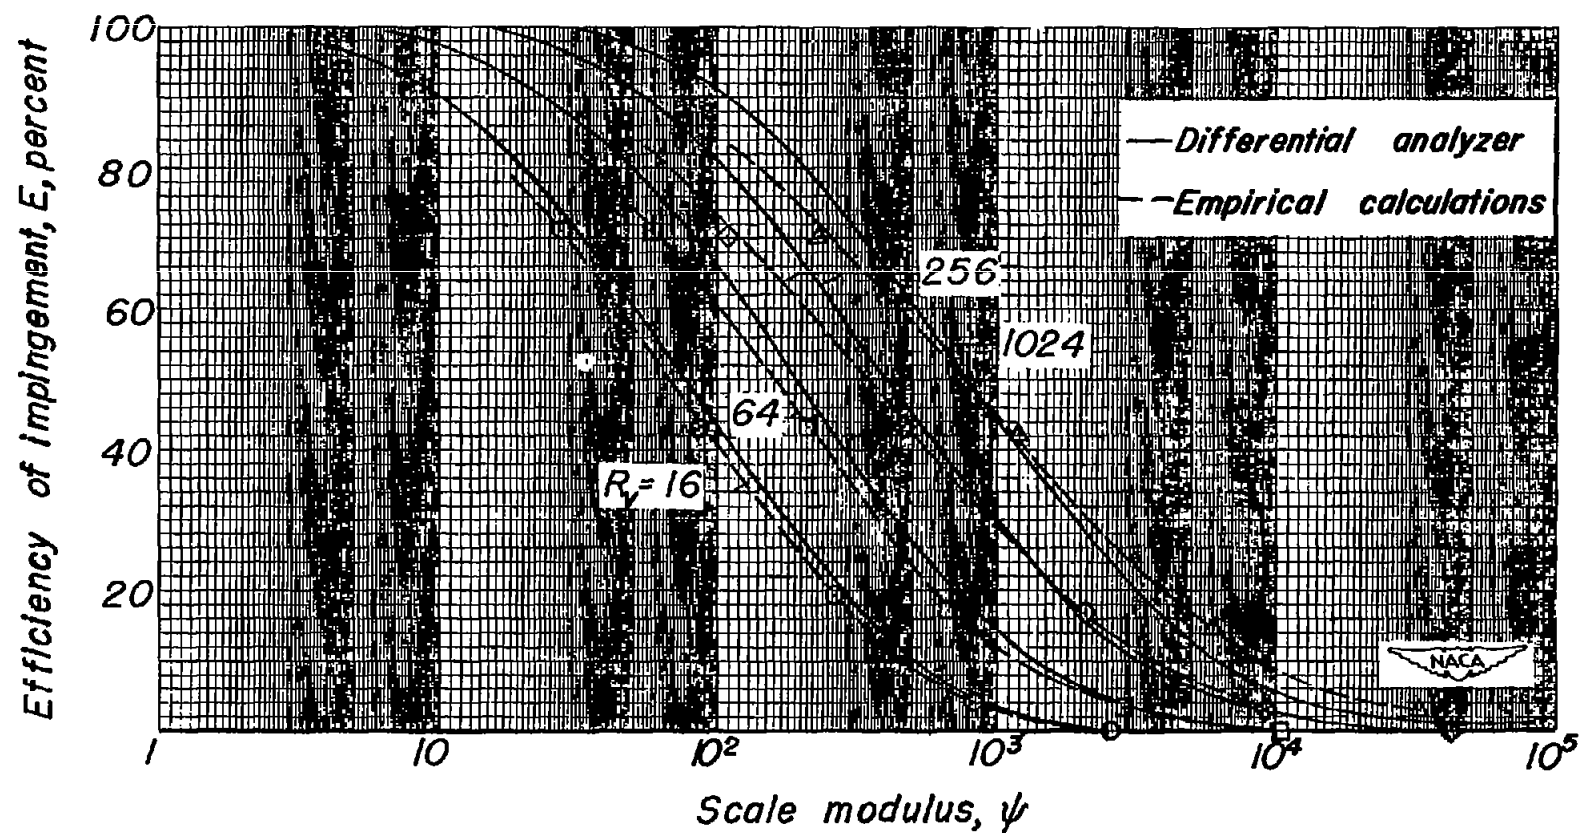 Efficiency of impingement, E, percent
100
80
60
40
20
Differential analyzer
Empirical calculations
256
1024
64
Rv = 16
NACA
1
10
10²
10³
10⁴
10⁵
Scale modulus, ψ